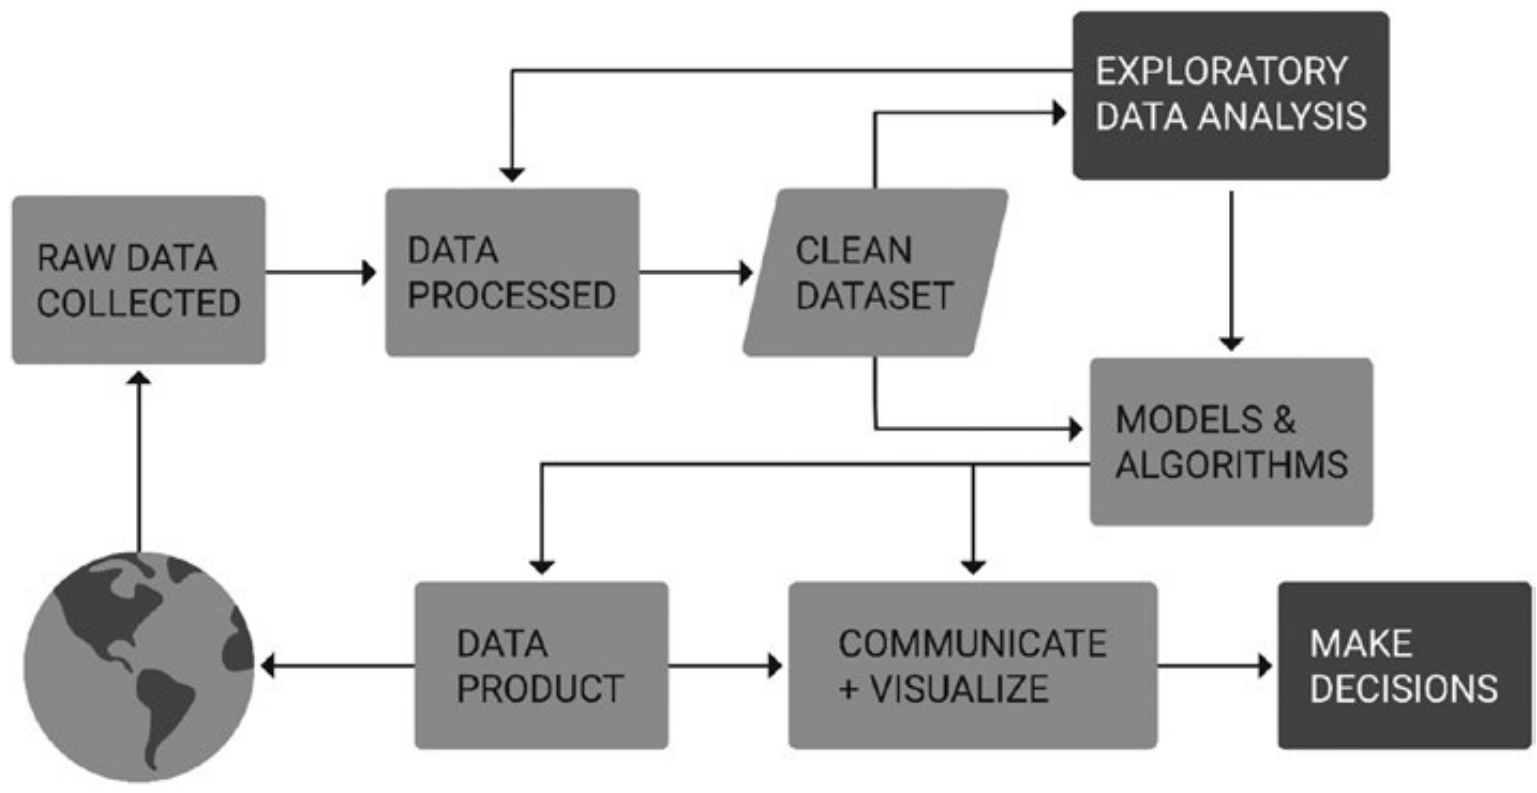 EXPLORATORY
DATA ANALYSIS
RAW DATA
COLLECTED
DATA
PROCESSED
CLEAN
DATASET
MODELS &
ALGORITHMS
DATA
PRODUCT
COMMUNICATE
+ VISUALIZE
MAKE
DECISIONS